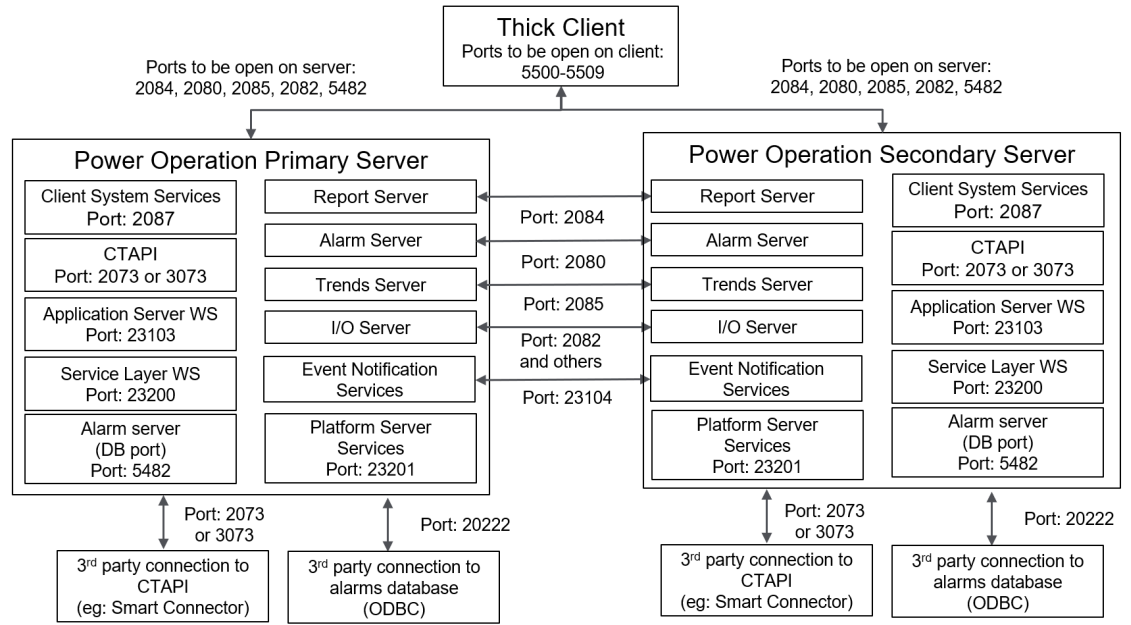 Thick Client
Ports to be open on client:
5500-5509
Ports to be open on server:
2084, 2080, 2085, 2082, 5482
Ports to be open on server:
2084, 2080, 2085, 2082, 5482
Power Operation Primary Server
Client System Services
Port: 2087
CTAPI
Port: 2073 or 3073
Application Server WS
Port: 23103
Service Layer WS
Port: 23200
Alarm server
(DB port)
Port: 5482
Report Server
Alarm Server
Trends Server
I/O Server
Event Notification
Services
Platform Server
Services
Port: 23201
Port: 2084
Port: 2080
Port: 2085
Port: 2082
and others
Port: 23104
Power Operation Secondary Server
Report Server
Alarm Server
Trends Server
I/O Server
Event Notification
Services
Platform Server
Services
Port: 23201
Client System Services
Port: 2087
CTAPI
Port: 2073 or 3073
Application Server WS
Port: 23103
Service Layer WS
Port: 23200
Alarm server
(DB port)
Port: 5482
Port: 2073
or 3073
Port: 20222
Port: 2073
or 3073
Port: 20222
3rd party connection to
CTAPI
(eg: Smart Connector)
3rd party connection to
alarms database
(ODBC)
3rd party connection to
CTAPI
(eg: Smart Connector)
3rd party connection to
alarms database
(ODBC)